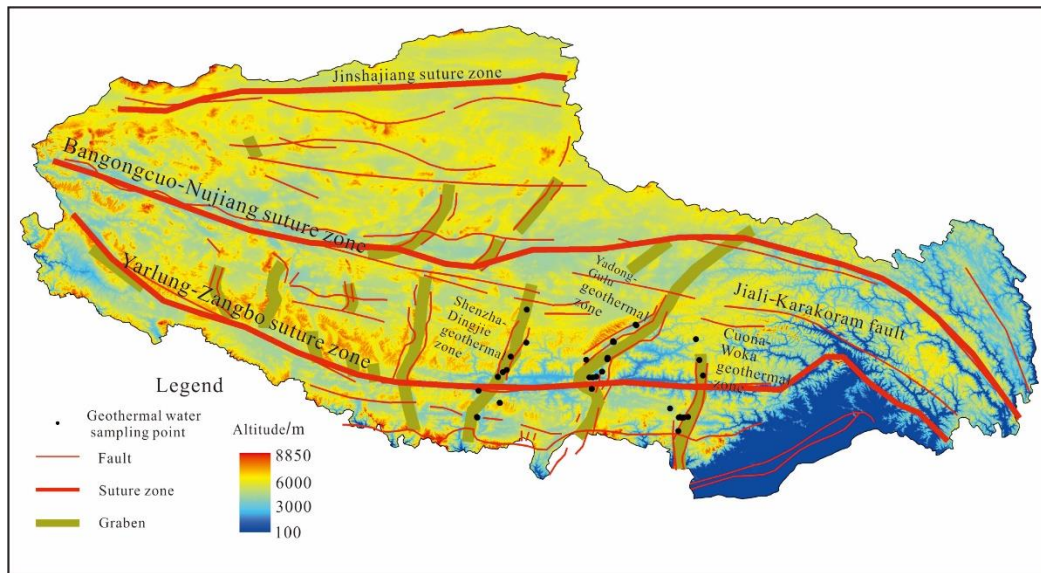 Jinshajiang suture zone
Bangongcuo-Nujiang suture zone
Yarlung-Zangbo suture zone
Shenzha-
Dingjie
geothermal
zone
Yadong-
Gulu
geothermal
zone
Jiali-Karakoram fault
Cuona
Woka
geothermal
zone
Legend
Geothermal water
sampling point
Fault
Suture zone
Graben
Altitude/m
8850
6000
3000
100